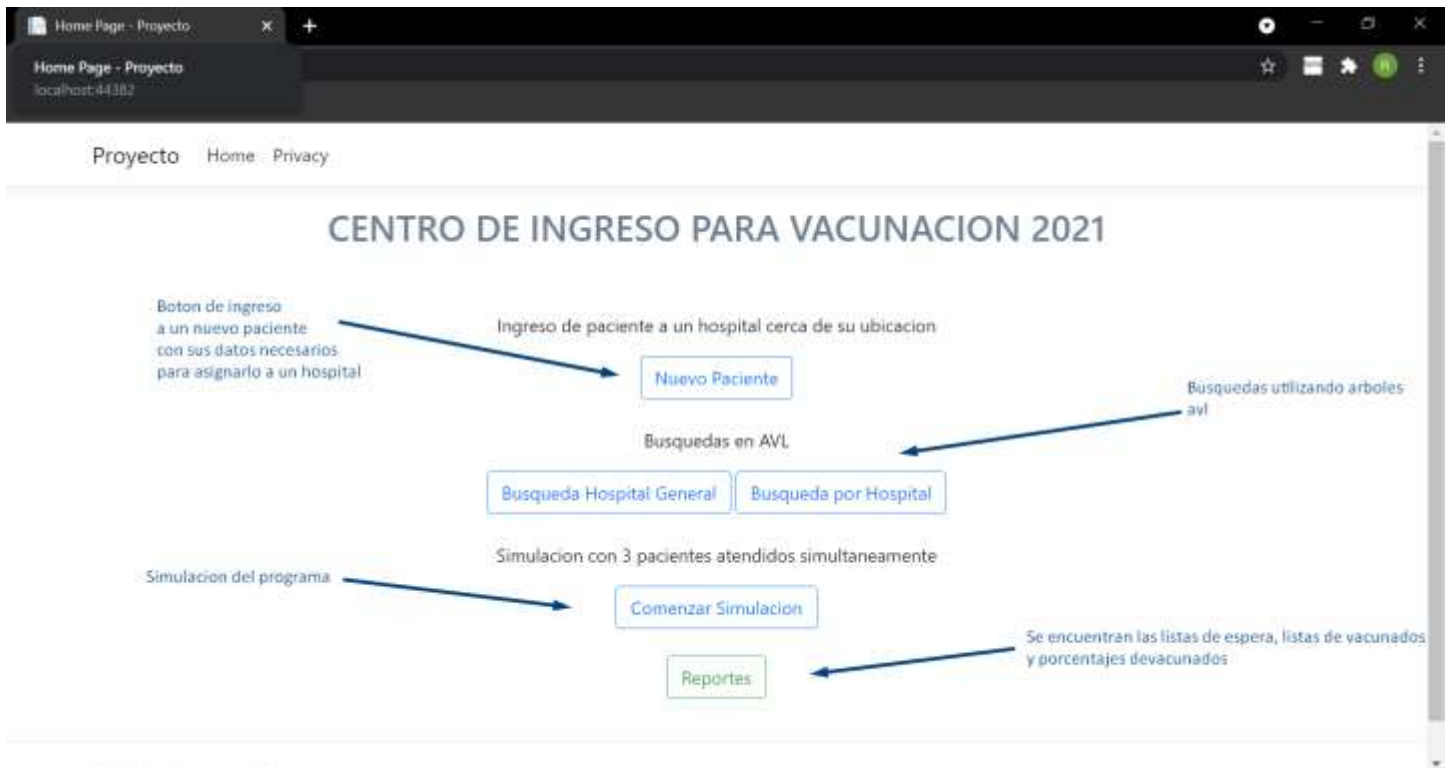 Home Page - Proyecto
Home Page - Proyecto
localhost:44382
Proyecto Home Privacy
CENTRO DE INGRESO PARA VACUNACION 2021
Boton de ingreso
a un nuevo paciente
con sus datos necesarios
para asignarlo a un hospital
Ingreso de paciente a un hospital cerca de su ubicacion
Nuevo Paciente
Busquedas utilizando arboles
avl
Busquedas en AVL
Busqueda Hospital General
Busqueda por Hospital
Simulacion con 3 pacientes atendidos simultaneamente
Simulacion del programa
Comenzar Simulacion
Se encuentran las listas de espera, listas de vacunados
y porcentajes devacunados
Reportes